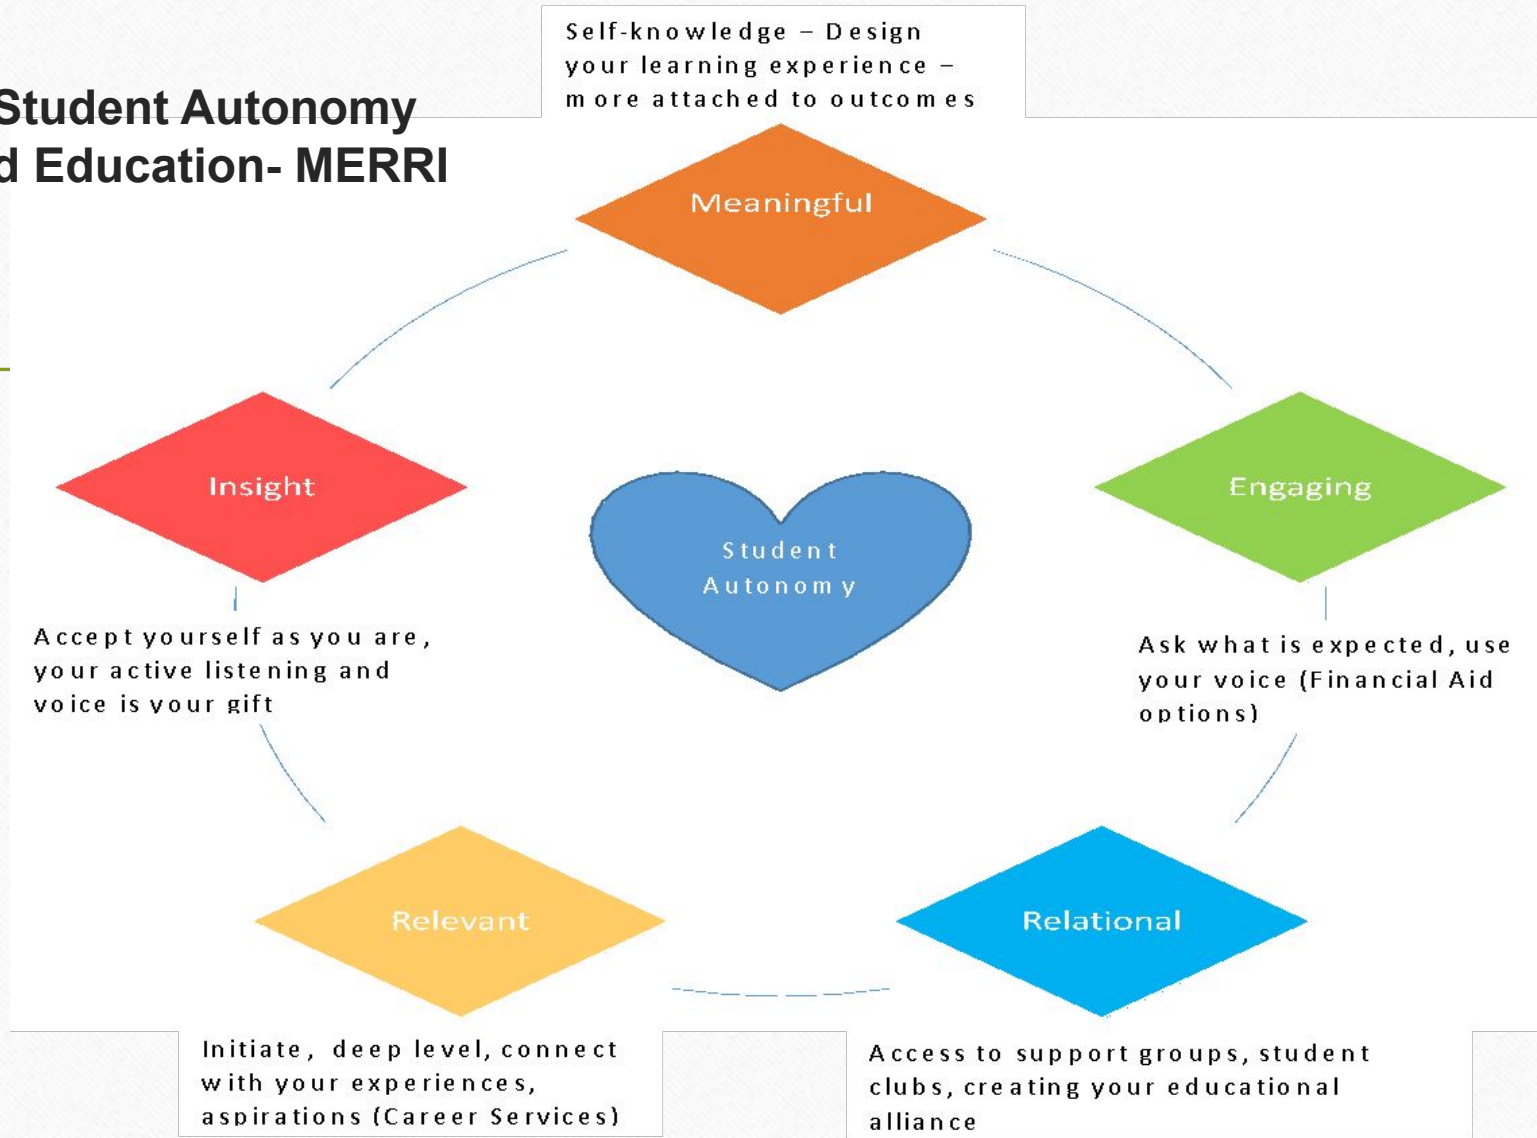 Self-knowledge – Design
your learning experience –
more attached to outcomes
Student Autonomy
d Education- MERRI
Meaningful
Insight
Engaging
Student
Autonomy
Accept yourself as you are,
your active listening and
voice is your gift
Ask what is expected, use
your voice (Financial Aid
options)
Relevant
Relational
Initiate, deep level, connect
with your experiences,
aspirations (Career Services)
Access to support groups, student
clubs, creating your educational
alliance